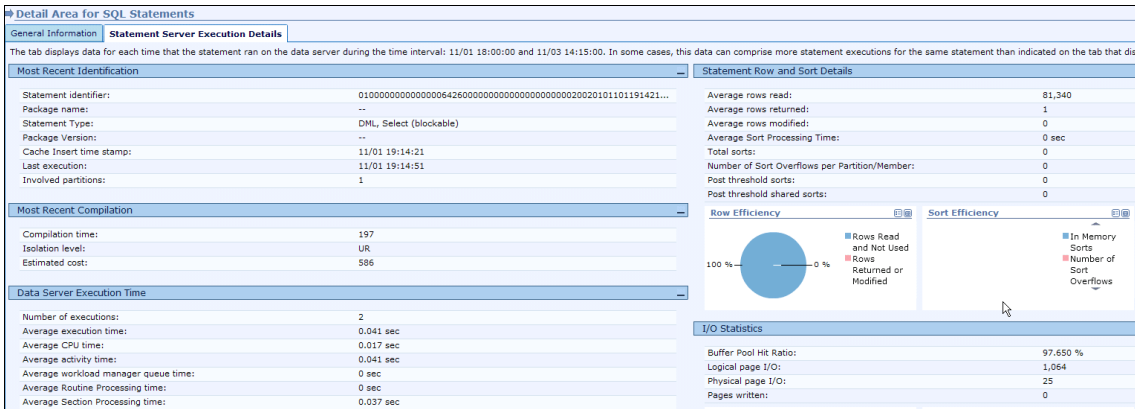 Detail Area for SQL Statements
General Information
Statement Server Execution Details
The tab displays data for each time that the statement ran on the data server during the time interval: 11/01 18:00:00 and 11/03 14:15:00. In some cases, this data can comprise more statement executions for the same statement than indicated on the tab that dis
Most Recent Identification
Statement identifier:
Package name: --
Statement Type: DML, Select (blockable)
Package Version: --
Cache Insert time stamp: 11/01 19:14:21
Last execution: 11/01 19:14:51
Involved partitions: 1
Most Recent Compilation
Compilation time: 197
Isolation level: UR
Estimated cost: 586
Data Server Execution Time
Number of executions: 2
Average execution time: 0.041 sec
Average CPU time: 0.017 sec
Average activity time: 0.041 sec
Average workload manager queue time: 0 sec
Average Routine Processing time: 0 sec
Average Section Processing time: 0.037 sec
Statement Row and Sort Details
Average rows read: 81,340
Average rows returned: 1
Average rows modified: 0
Average Sort Processing Time: 0 sec
Total sorts: 0
Number of Sort Overflows per Partition/Member: 0
Post threshold sorts: 0
Post threshold shared sorts: 0
Row Efficiency
100 %
0 %
Rows Read
and Not Used
Rows
Returned or
Modified
Sort Efficiency
In Memory
Sorts
Number of
Sort
Overflows
I/O Statistics
Buffer Pool Hit Ratio: 97.650 %
Logical page I/O: 1,064
Physical page I/O: 25
Pages written: 0